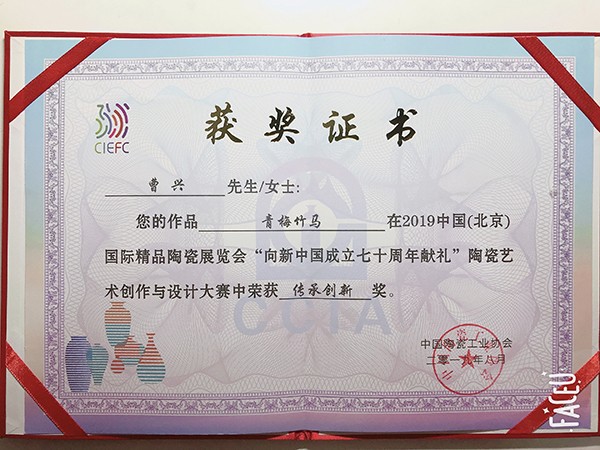 CIEFC
获奖证书
曹兴 先生/女士:
您的作品 青梅竹马 在2019中国(北京)
国际精品陶瓷展览会“向新中国成立七十周年献礼”陶瓷艺
术创作与设计大赛中荣获 传承创新 奖。
CCIA
中国陶瓷工业协会
二〇一九年八月
FACEU